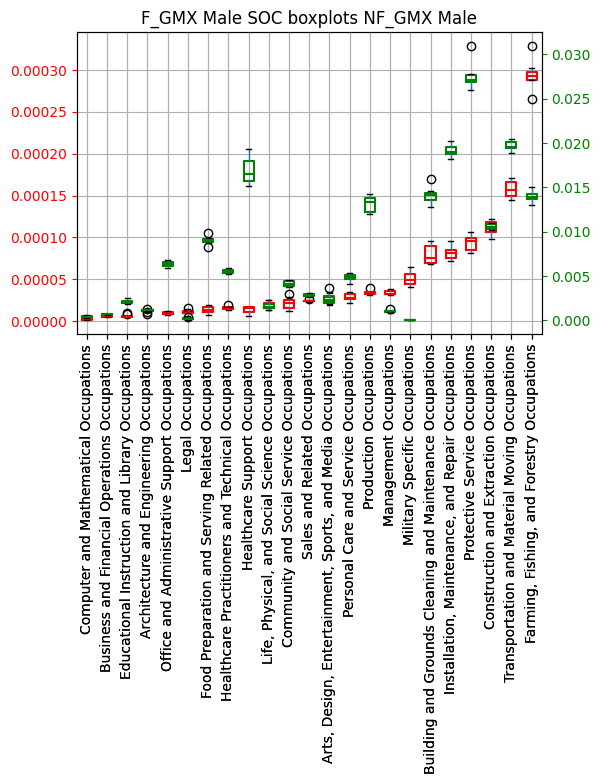 F_GMX Male SOC boxplots NF_GMX Male
0.00030
0.00025
0.00020
0.00015
0.00010
0.00005
0.00000
0.030
0.025
0.020
0.015
0.010
0.005
0.000
Computer and Mathematical Occupations
Business and Financial Operations Occupations
Educational Instruction and Library Occupations
Architecture and Engineering Occupations
Office and Administrative Support Occupations
Legal Occupations
Food Preparation and Serving Related Occupations
Healthcare Practitioners and Technical Occupations
Healthcare Support Occupations
Life, Physical, and Social Science Occupations
Community and Social Service Occupations
Sales and Related Occupations
Arts, Design, Entertainment, Sports, and Media Occupations
Personal Care and Service Occupations
Production Occupations
Management Occupations
Military Specific Occupations
Building and Grounds Cleaning and Maintenance Occupations
Installation, Maintenance, and Repair Occupations
Protective Service Occupations
Construction and Extraction Occupations
Transportation and Material Moving Occupations
Farming, Fishing, and Forestry Occupations